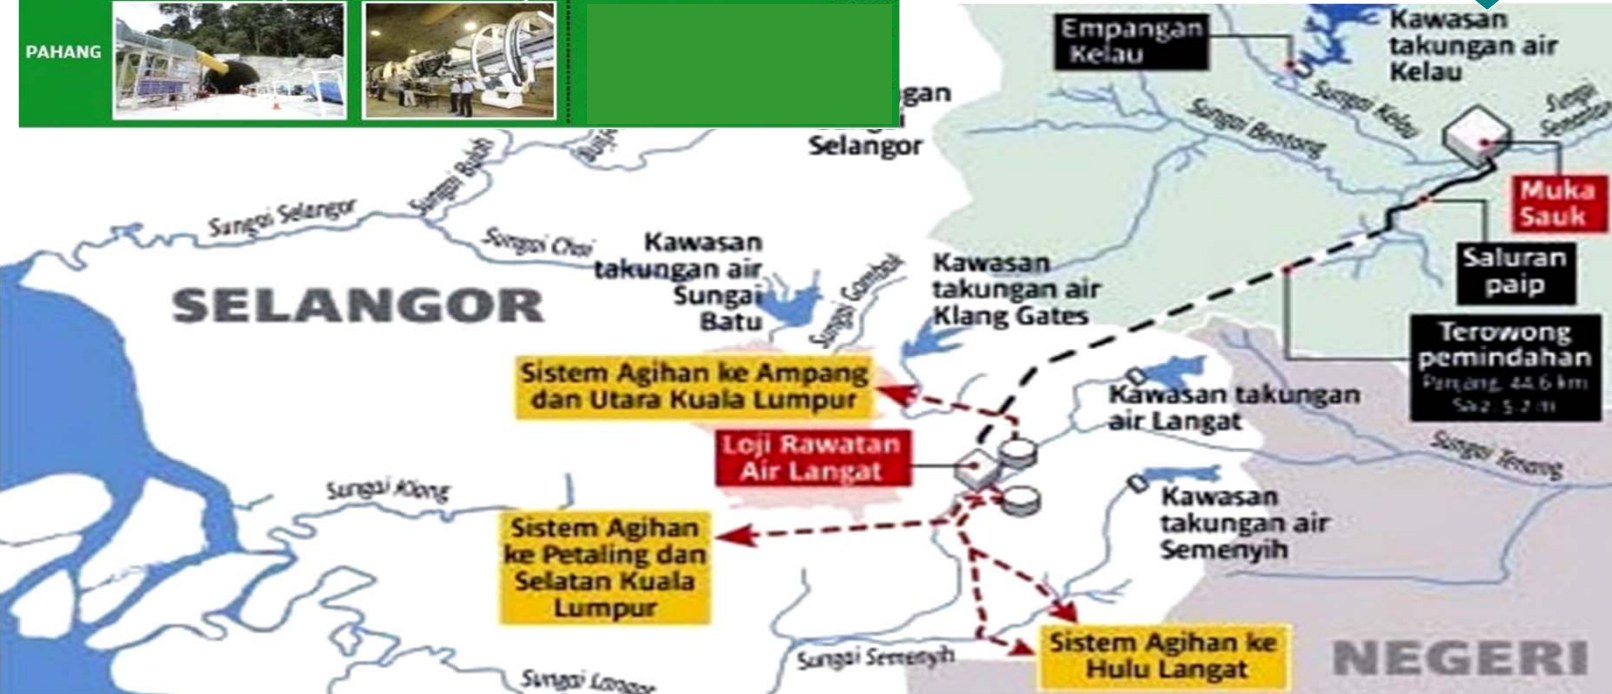 PAHANG
Empangan
Kelau
Kawasan
takungan air
Kelau
Sungai Kelau
Sungai Bentong
Sungai
Muka
Sauk
Saluran
paip
Terowong
pemindahan
Panjang 44.6 km
Selangor
Sungai Buloh
Sungai Selangor
Kawasan
takungan air
Sungai
Batu
Sungai Gombak
Kawasan
takungan air
Klang Gates
SELANGOR
Sistem Agihan ke Ampang
dan Utara Kuala Lumpur
Kawasan takungan
air Langat
Loji Rawatan
Air Langat
Sungai Klang
Sistem Agihan
ke Petaling dan
Selatan Kuala
Lumpur
Kawasan
takungan air
Semenyih
Sistem Agihan ke
Hulu Langat
Sungai Semenyih
Sungai Langat
NEGERI